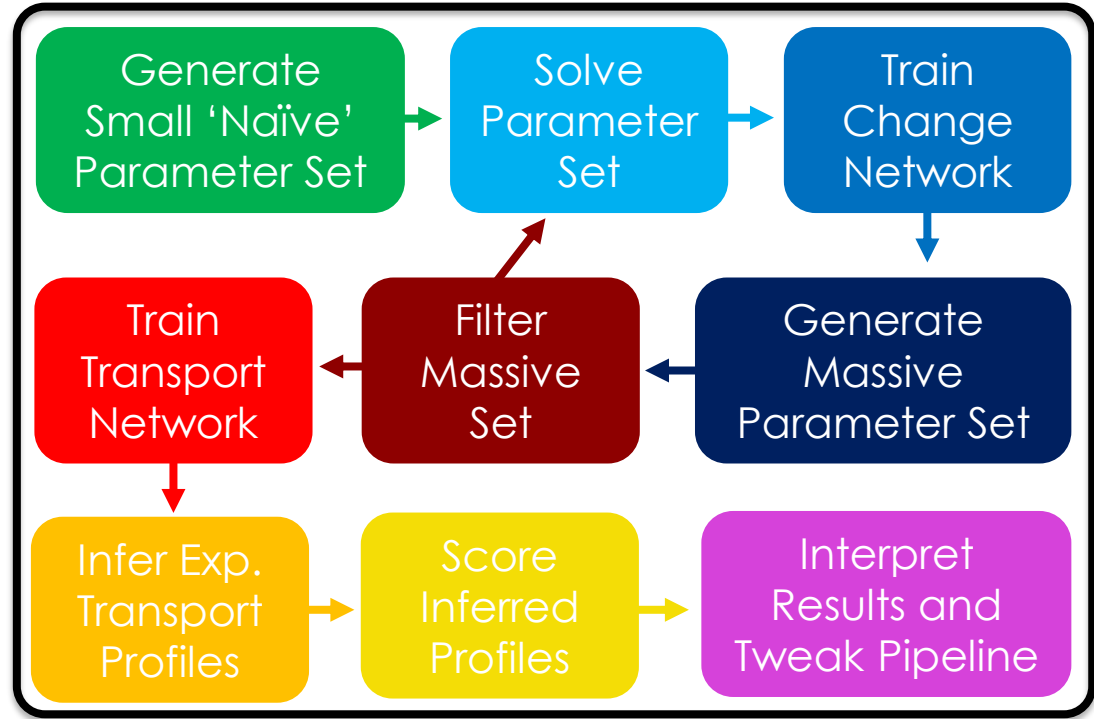 Generate
Small ‘Naïve’
Parameter Set
Solve
Parameter
Set
Train
Change
Network
Train
Transport
Network
Filter
Massive
Set
Generate
Massive
Parameter Set
Infer Exp.
Transport
Profiles
Score
Inferred
Profiles
Interpret
Results and
Tweak Pipeline